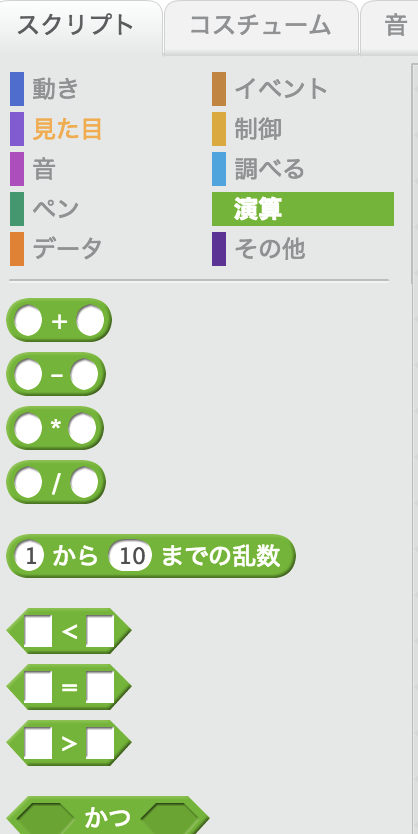 スクリプト コスチューム 音
動き イベント
見た目 制御
音 調べる
ペン 演算
データ その他
+
-
*
/
1 から 10 までの乱数
<
=
>
かつ